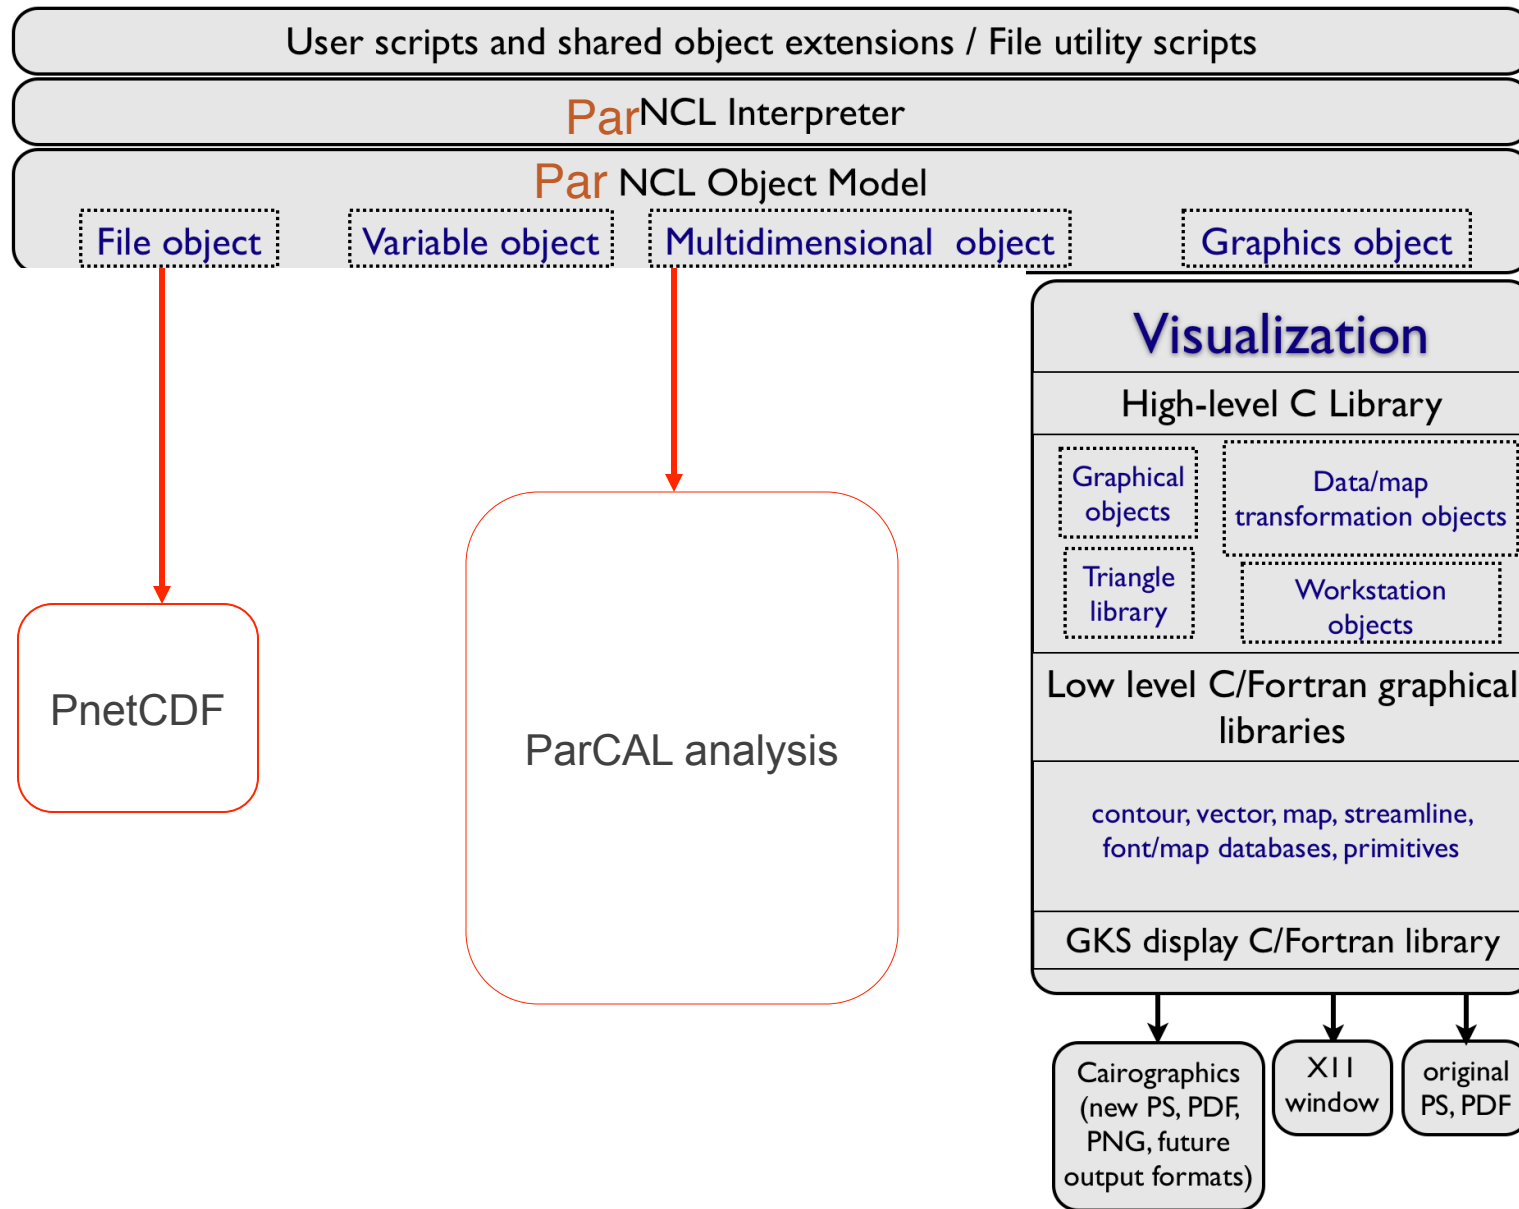 User scripts and shared object extensions / File utility scripts
ParNCL Interpreter
Par NCL Object Model
File object
Variable object
Multidimensional object
Graphics object
Visualization
High-level C Library
Graphical
objects
Data/map
transformation objects
Triangle
library
Workstation
objects
Low level C/Fortran graphical
libraries
contour, vector, map, streamline,
font/map databases, primitives
GKS display C/Fortran library
PnetCDF
ParCAL analysis
Cairographics
(new PS, PDF,
PNG, future
output formats)
X11
window
original
PS, PDF